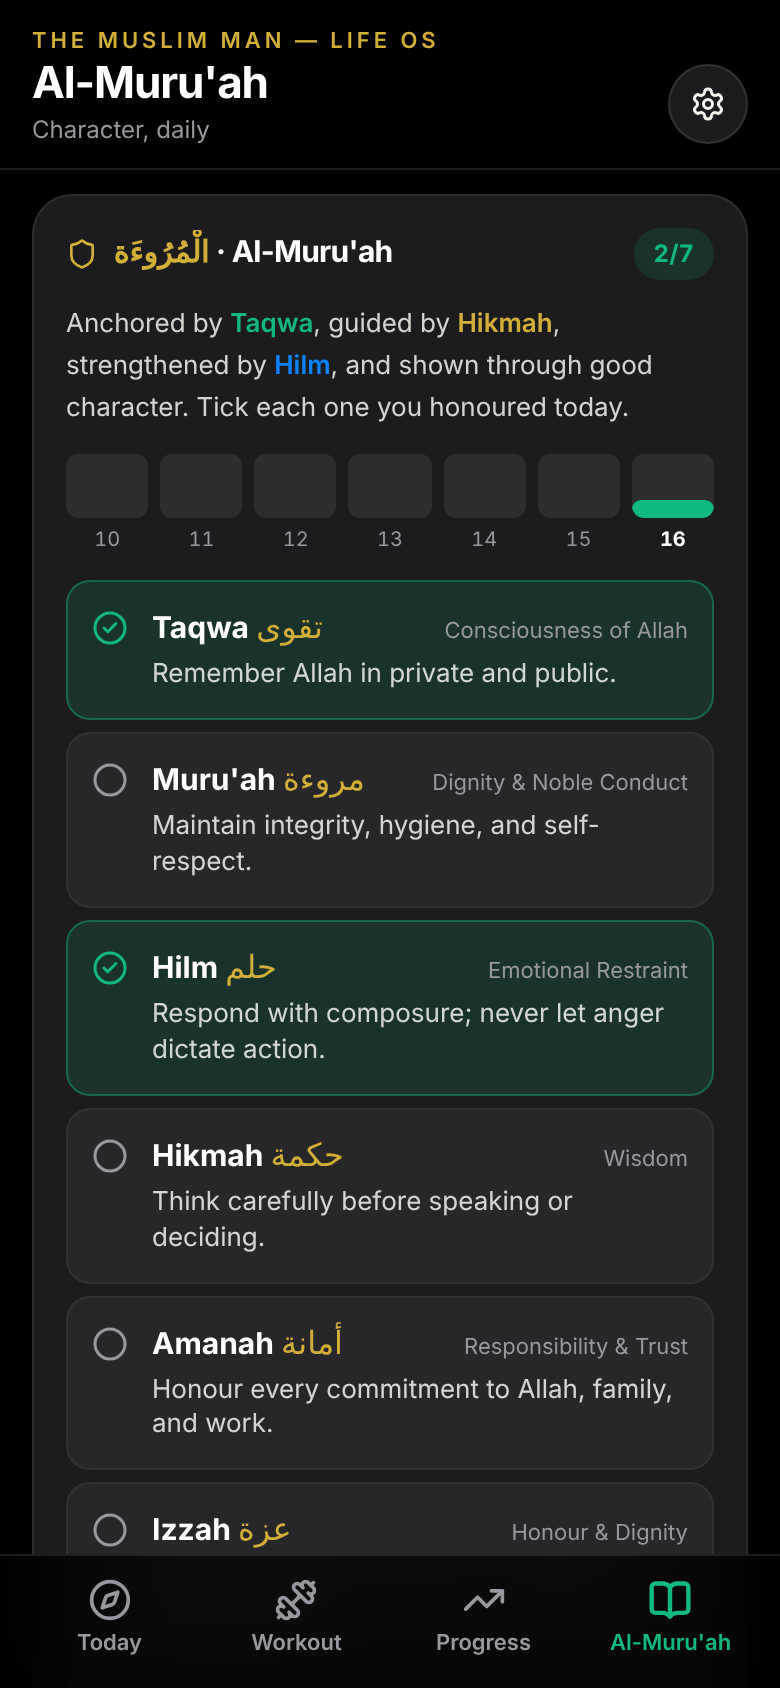 THE MUSLIM MAN — LIFE OS
Al-Muru'ah
Character, daily
الْمُرُوءَة · Al-Muru'ah
2/7
Anchored by Taqwa, guided by Hikmah,
strengthened by Hilm, and shown through good
character. Tick each one you honoured today.
10 11 12 13 14 15 16
Taqwa تقوى Consciousness of Allah
Remember Allah in private and public.
Muru'ah مروءة Dignity & Noble Conduct
Maintain integrity, hygiene, and self-
respect.
Hilm حلم Emotional Restraint
Respond with composure; never let anger
dictate action.
Hikmah حكمة Wisdom
Think carefully before speaking or
deciding.
Amanah أمانة Responsibility & Trust
Honour every commitment to Allah, family,
and work.
Izzah عزة Honour & Dignity
Today Workout Progress Al-Muru'ah